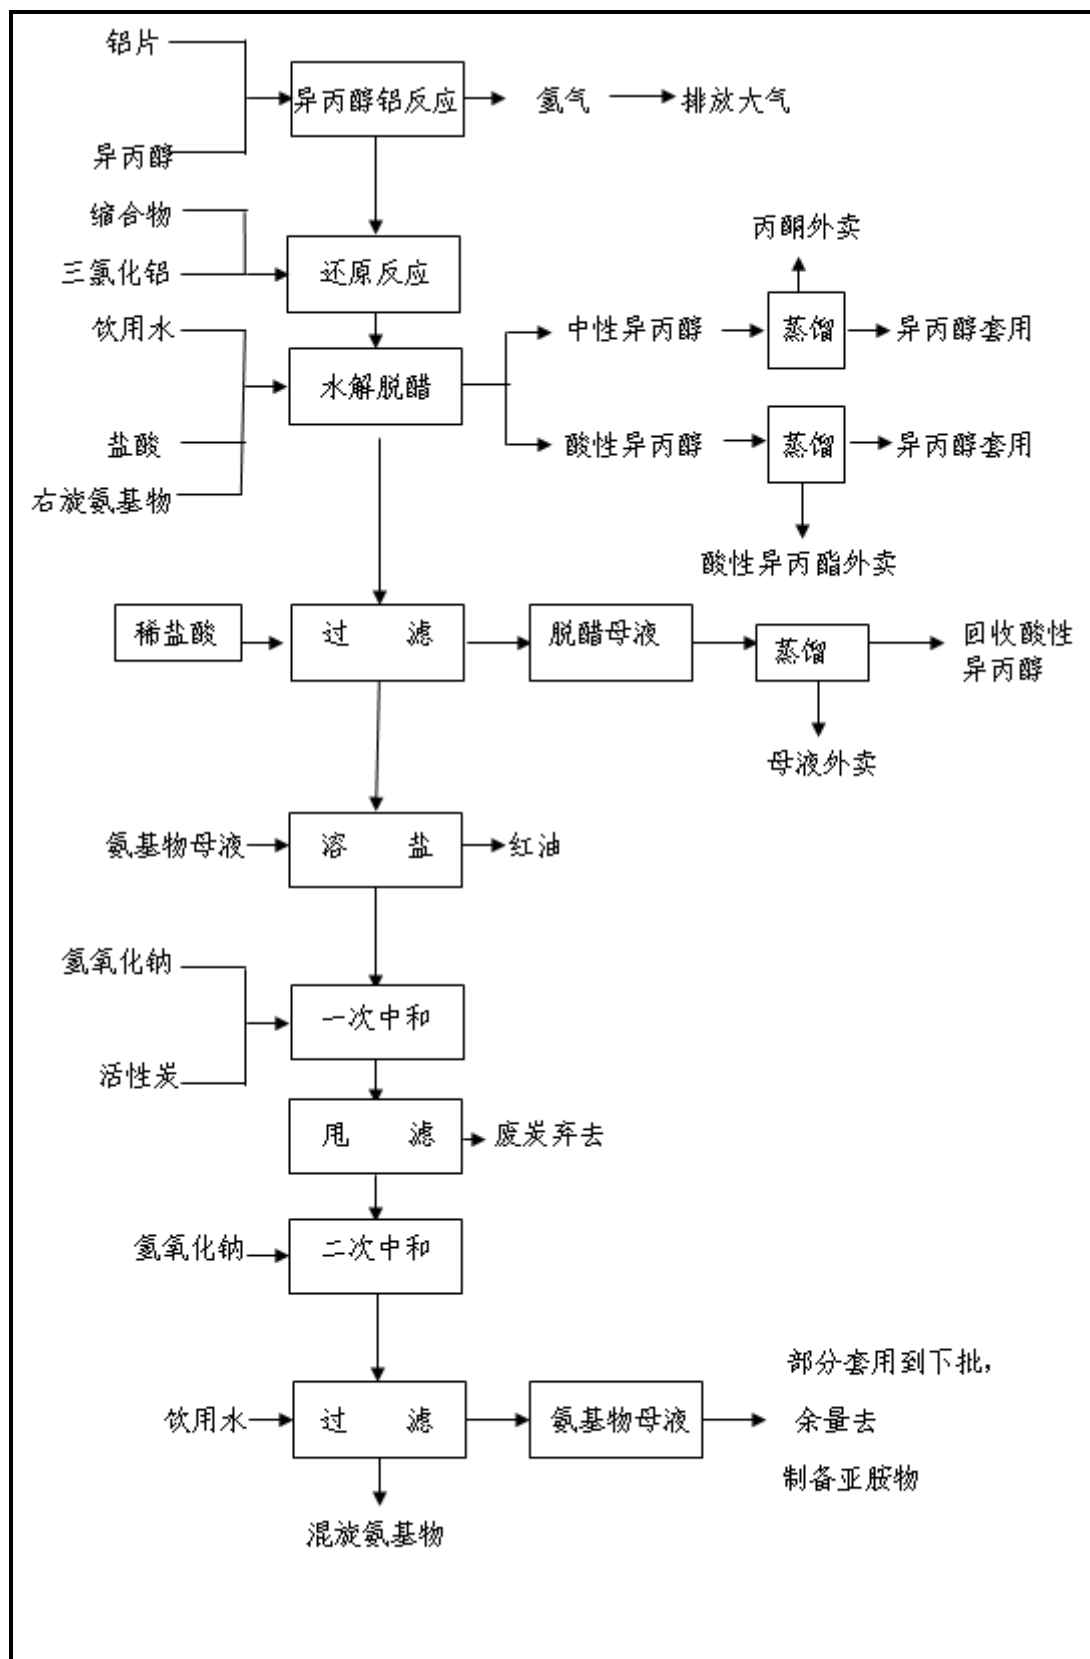 铝片
异丙醇铝反应
氢气
排放大气
异丙醇
缩合物
三氯化铝
还原反应
丙酮外卖
饮用水
中性异丙醇
蒸馏
异丙醇套用
水解脱醋
盐酸
酸性异丙醇
蒸馏
异丙醇套用
右旋氨基物
酸性异丙酯外卖
稀盐酸
过 滤
脱醋母液
蒸馏
回收酸性
异丙醇
母液外卖
氨基物母液
溶 盐
红油
氢氧化钠
一次中和
活性炭
甩 滤
废炭弃去
氢氧化钠
二次中和
部分套用到下批，
饮用水
过 滤
氨基物母液
余量去
制备亚胺物
混旋氨基物